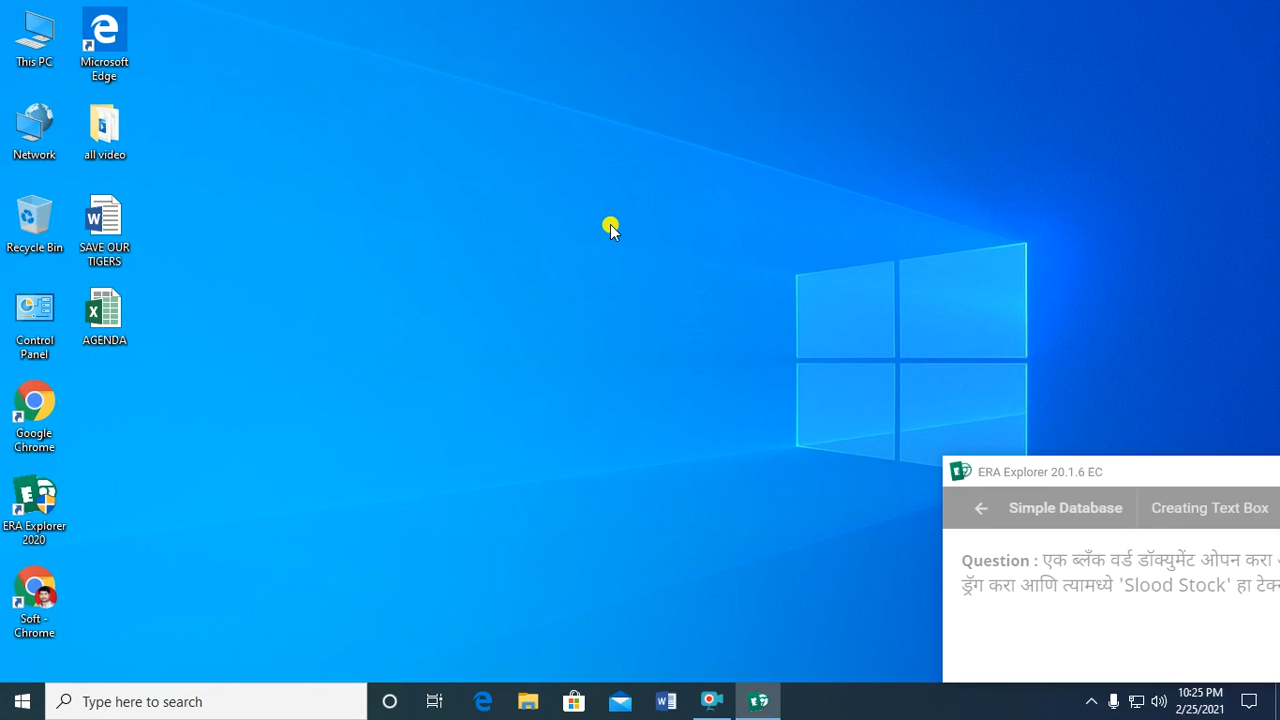 This PC
Microsoft
Edge
Network
all video
Recycle Bin
SAVE OUR
TIGERS
Control
Panel
AGENDA
Google
Chrome
ERA Explorer
2020
Soft -
Chrome
ERA Explorer 20.1.6 EC
Simple Database
Creating Text Box
Question : एक ब्लँक वर्ड डॉक्युमेंट ओपन करा
ड्रॅग करा आणि त्यामध्ये 'Slood Stock' हा
Type here to search
10:25 PM
2/25/2021